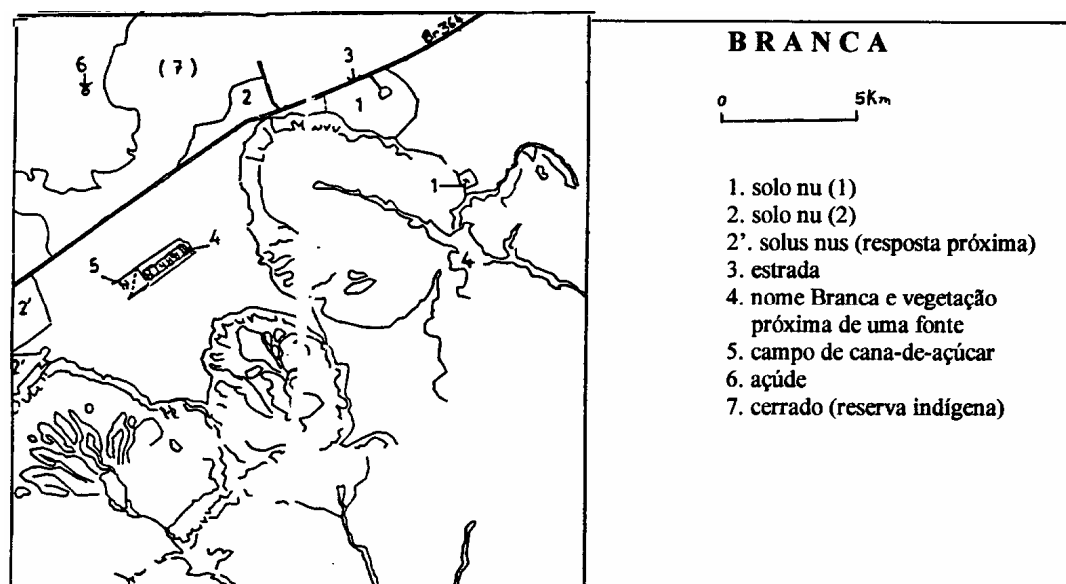 BRANCA
0 5Km
1. solo nu (1)
2. solo nu (2)
2'. solus nus (resposta próxima)
3. estrada
4. nome Branca e vegetação
próxima de uma fonte
5. campo de cana-de-açúcar
6. açúde
7. cerrado (reserva indígena)
Br-364
6
(7)
3
2
1
1
4
5
4
2'
2'